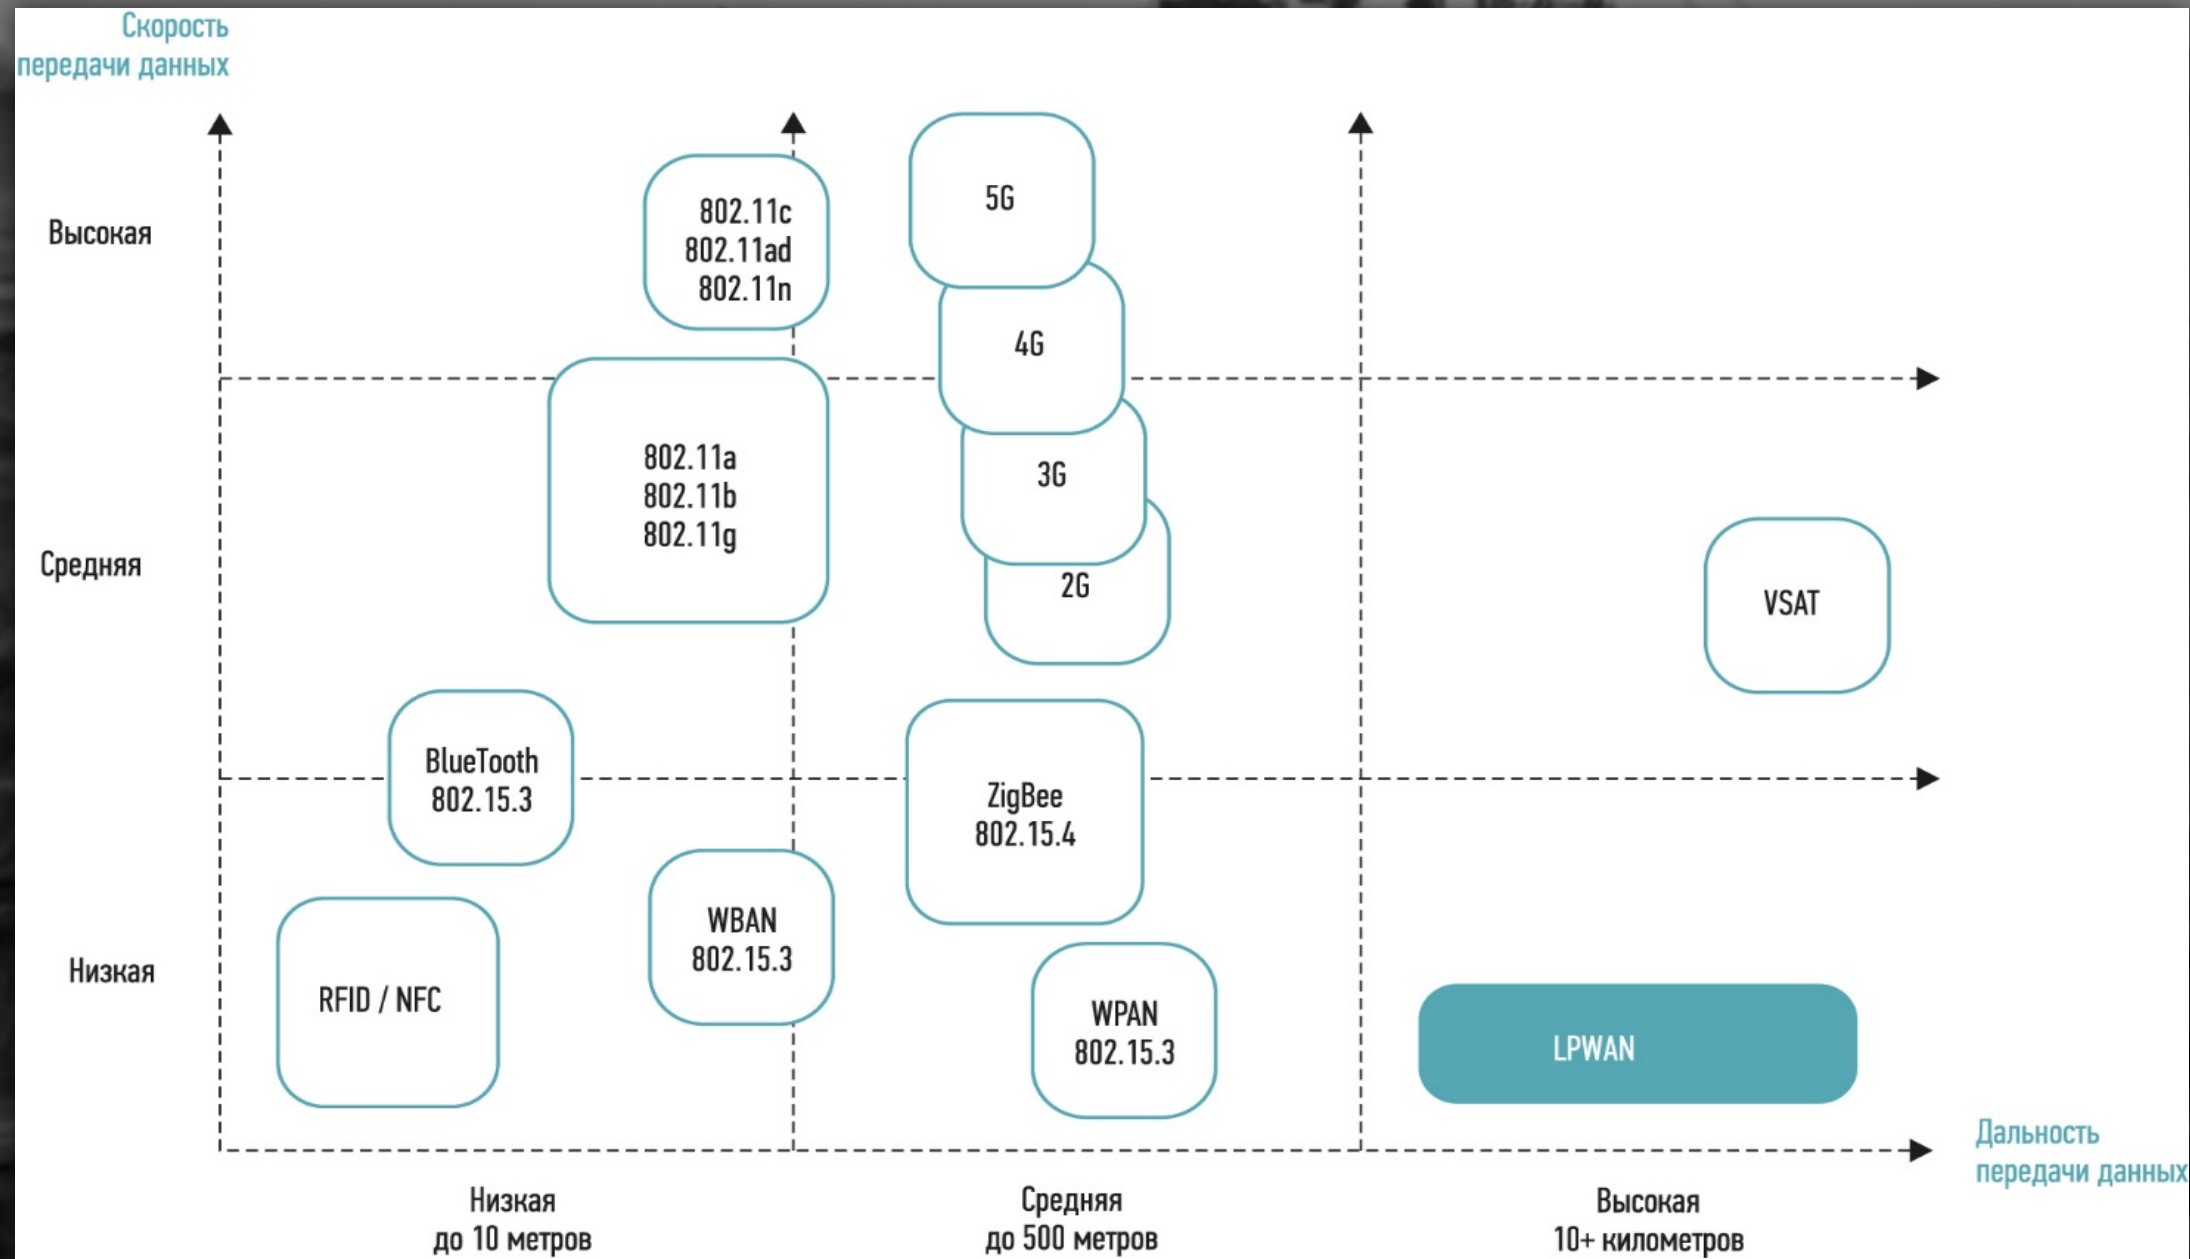 Скорость
передачи данных
Высокая
802.11c
802.11ad
802.11n
5G
4G
802.11a
802.11b
802.11g
3G
Средняя
2G
VSAT
BlueTooth
802.15.3
ZigBee
802.15.4
WBAN
802.15.3
Низкая
RFID / NFC
WPAN
802.15.3
LPWAN
Дальность
передачи данных
Низкая
до 10 метров
Средняя
до 500 метров
Высокая
10+ километров